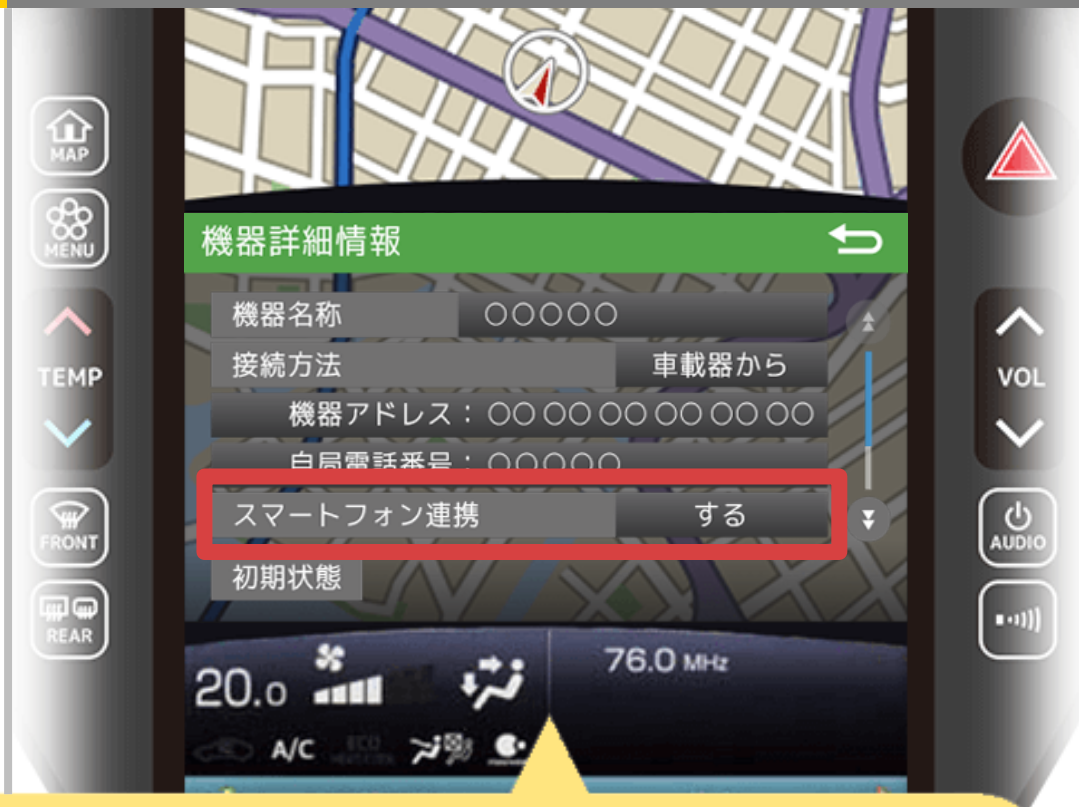 MAP
MENU
TEMP
FRONT
REAR
機器詳細情報
機器名称 ○○○○○
接続方法 車載器から
機器アドレス：○○ ○○ ○○ ○○ ○○ ○○
自局電話番号：○○○○○
スマートフォン連携 する
初期状態
20.0
76.0 MHz
A/C
ECO
VOL
AUDIO